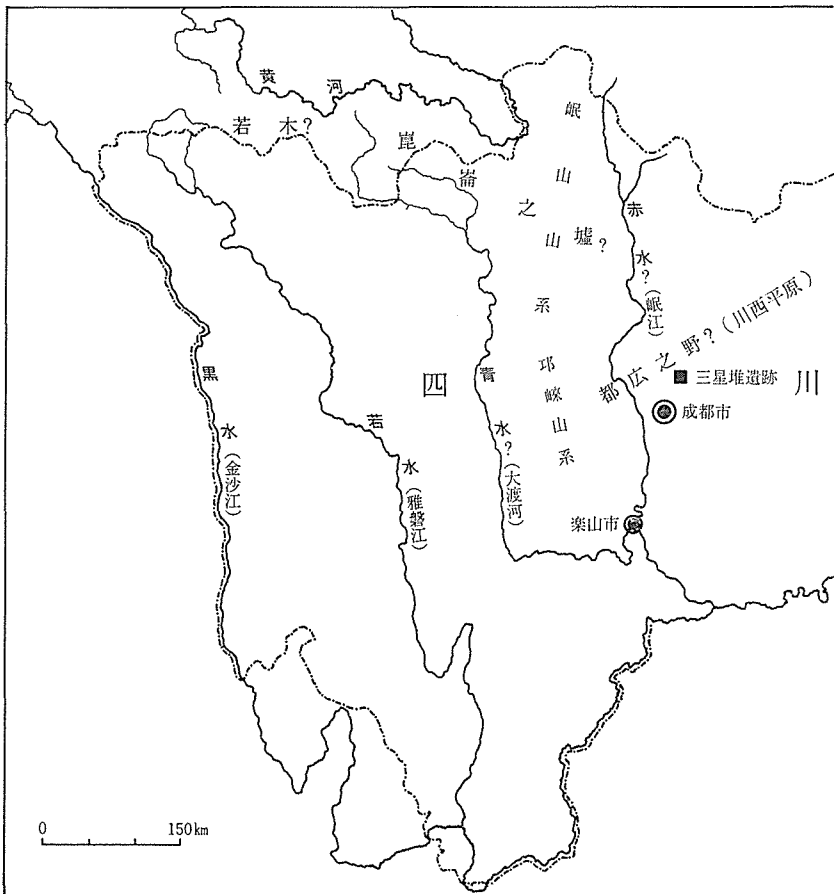 黄河
若木?
崑崙之墟?
岷山山系
邛崍山系
赤水?(岷江)
都広之野?(川西平原)
三星堆遺跡
成都市
四川
黒水(金沙江)
若水(雅磐江)
青水?(大渡河)
楽山市
0 150km